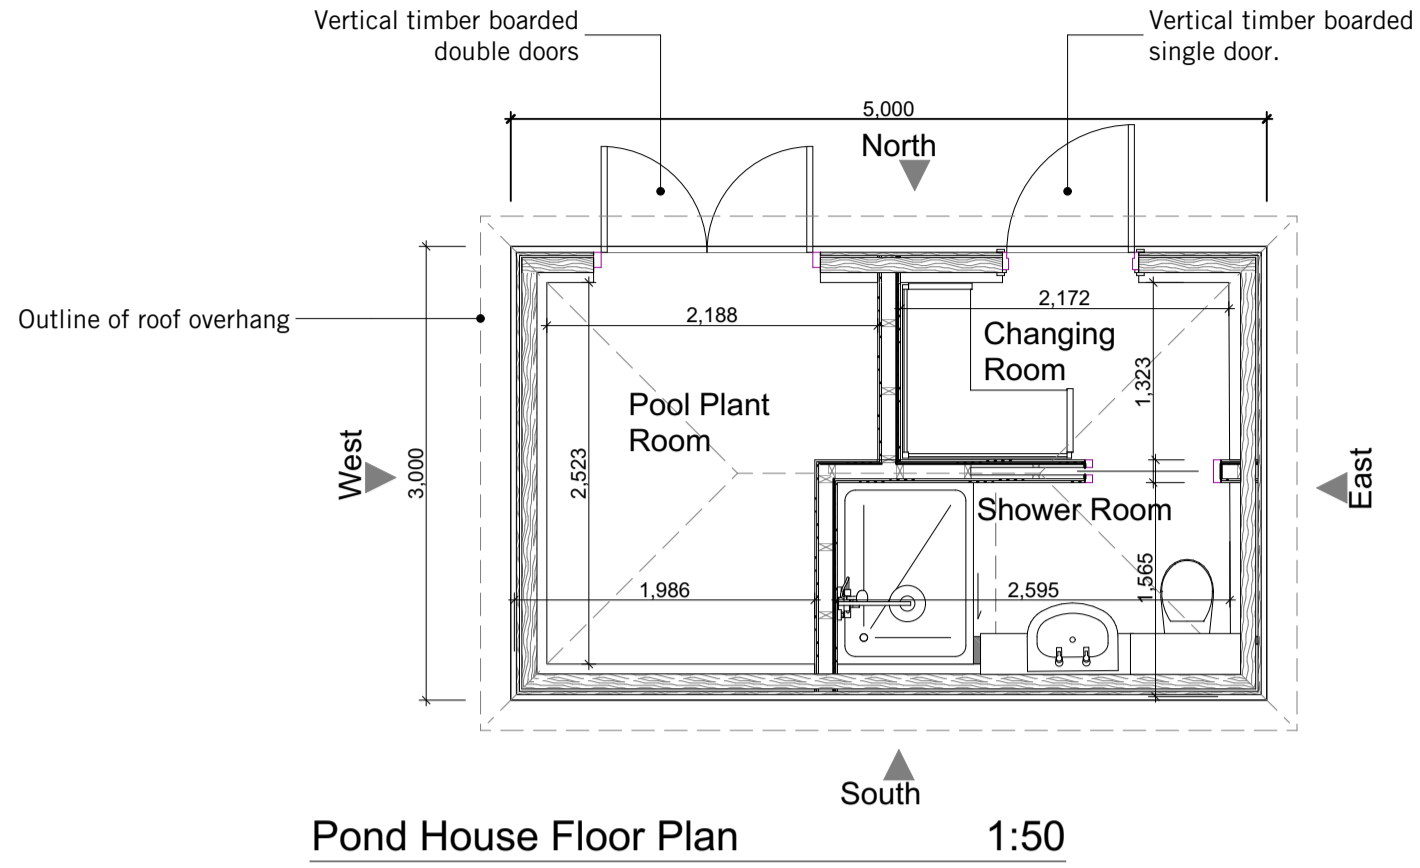 Vertical timber boarded
double doors
Vertical timber boarded
single door.
5,000
North
Outline of roof overhang
2,188
2,172
Changing
Room
1,323
Pool Plant
Room
West
3,000
2,523
East
Shower Room
1,986
2,595
1,565
South
Pond House Floor Plan 1:50